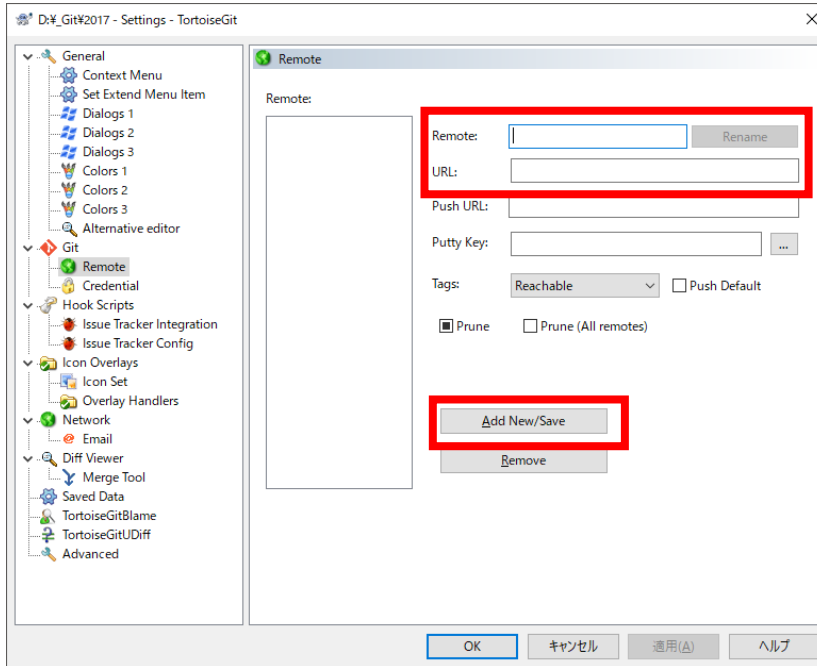 D:¥_Git¥2017 - Settings - TortoiseGit
General
Context Menu
Set Extend Menu Item
Dialogs 1
Dialogs 2
Dialogs 3
Colors 1
Colors 2
Colors 3
Alternative editor
Git
Remote
Credential
Hook Scripts
Issue Tracker Integration
Issue Tracker Config
Icon Overlays
Icon Set
Overlay Handlers
Network
Email
Diff Viewer
Merge Tool
Saved Data
TortoiseGitBlame
TortoiseGitUDiff
Advanced
Remote
Remote:
Remote:
Rename
URL:
Push URL:
Putty Key:
...
Tags:
Reachable
Push Default
Prune
Prune (All remotes)
Add New/Save
Remove
OK
キャンセル
適用(A)
ヘルプ